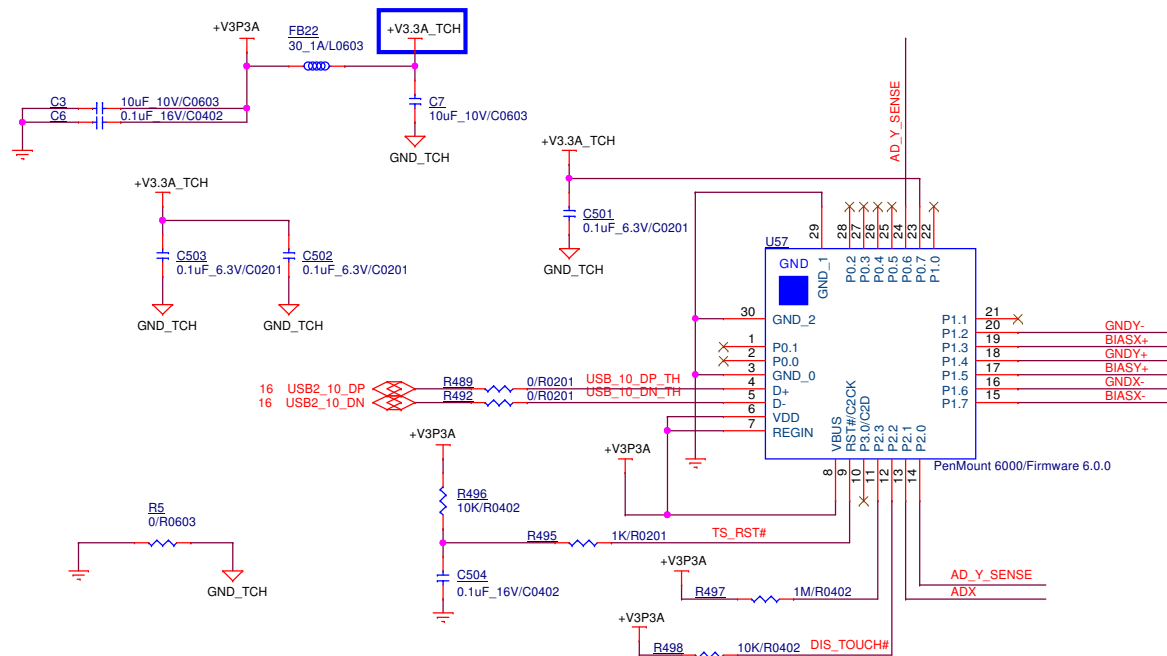 +V3P3A
FB22
30_1A/L0603
+V3.3A_TCH
C3
10uF_10V/C0603
C6
0.1uF_16V/C0402
C7
10uF_10V/C0603
GND_TCH
+V3.3A_TCH
C503
0.1uF_6.3V/C0201
C502
0.1uF_6.3V/C0201
GND_TCH
GND_TCH
+V3.3A_TCH
C501
0.1uF_6.3V/C0201
GND_TCH
AD_Y_SENSE
U57
GND
29
28
27
26
25
24
23
22
GND_1
P0.2
P0.3
P0.4
P0.5
P0.6
P0.7
P1.0
30
GND_2
1
P0.1
2
P0.0
3
GND_0
4
D+
5
D-
6
VDD
7
REGIN
P1.1
21
P1.2
20
GNDY-
P1.3
19
BIASX+
P1.4
18
GNDY+
P1.5
17
BIASY+
P1.6
16
GNDX-
P1.7
15
BIASX-
16 USB2_10_DP
R489
0/R0201
USB_10_DP_TH
16 USB2_10_DN
R492
0/R0201
USB_10_DN_TH
VBUS
RST#/C2CK
P3.0/C2D
P2.3
P2.2
P2.1
P2.0
8
9
10
11
12
13
14
PenMount 6000/Firmware 6.0.0
+V3P3A
+V3P3A
R496
10K/R0402
R495
1K/R0201
TS_RST#
C504
0.1uF_16V/C0402
R5
0/R0603
GND_TCH
+V3P3A
R497
1M/R0402
AD_Y_SENSE
ADX
+V3P3A
R498
10K/R0402
DIS_TOUCH#